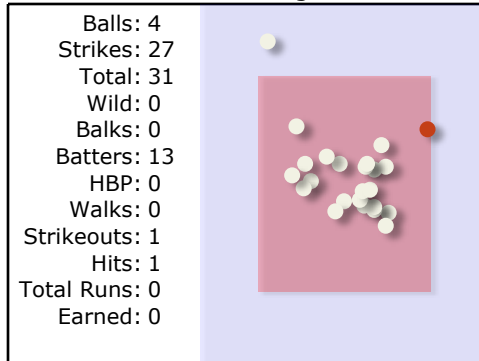 Balls: 4
Strikes: 27
Total: 31
Wild: 0
Balks: 0
Batters: 13
HBP: 0
Walks: 0
Strikeouts: 1
Hits: 1
Total Runs: 0
Earned: 0